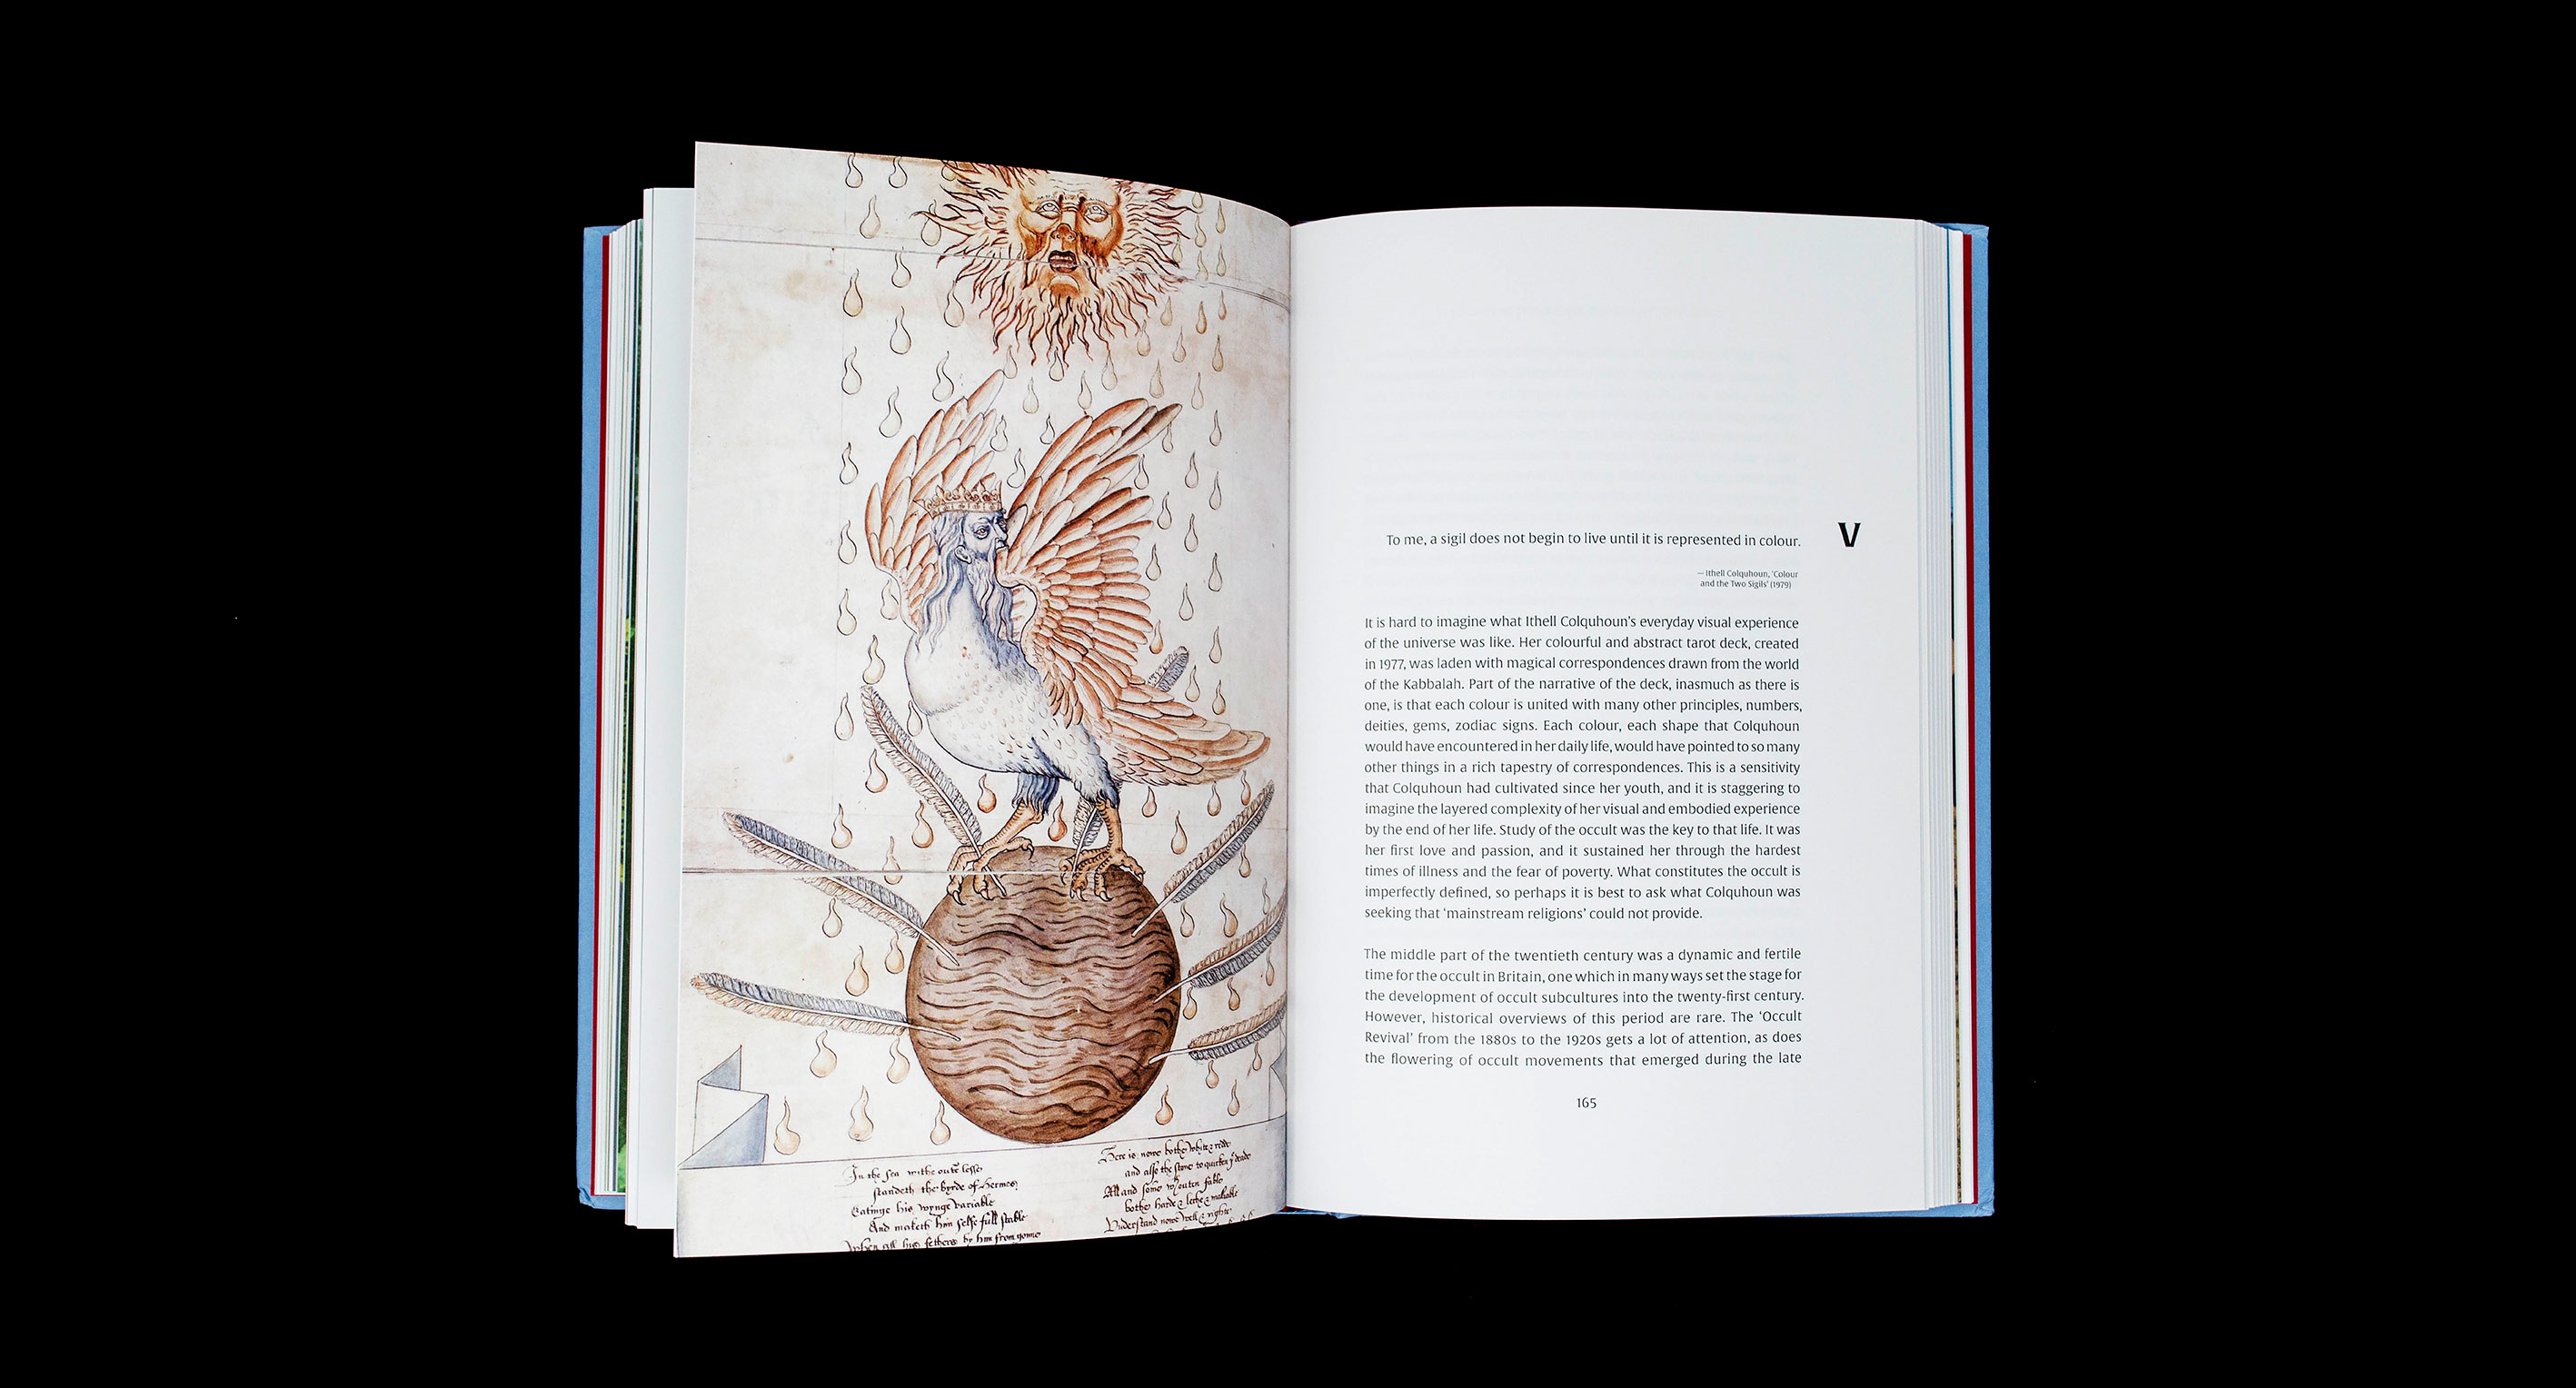 In the sea withe oute lesse
standeth the byrde of Hermes
Eatinge his wynge variable
And maketh him selfe full stable
When all his fethers by him from gonne
Here is nowe bothe white & rede
and also the stone to quicken yͤ dede
All and some wᵗʰouten fable
bothe harde & leche & maliable
Vnderstand nowe well & righte
To me, a sigil does not begin to live until it is represented in colour.
V
— Ithell Colquhoun, ‘Colour
and the Two Sigils’ (1979)
It is hard to imagine what Ithell Colquhoun’s everyday visual experience
of the universe was like. Her colourful and abstract tarot deck, created
in 1977, was laden with magical correspondences drawn from the world
of the Kabbalah. Part of the narrative of the deck, inasmuch as there is
one, is that each colour is united with many other principles, numbers,
deities, gems, zodiac signs. Each colour, each shape that Colquhoun
would have encountered in her daily life, would have pointed to so many
other things in a rich tapestry of correspondences. This is a sensitivity
that Colquhoun had cultivated since her youth, and it is staggering to
imagine the layered complexity of her visual and embodied experience
by the end of her life. Study of the occult was the key to that life. It was
her first love and passion, and it sustained her through the hardest
times of illness and the fear of poverty. What constitutes the occult is
imperfectly defined, so perhaps it is best to ask what Colquhoun was
seeking that ‘mainstream religions’ could not provide.
The middle part of the twentieth century was a dynamic and fertile
time for the occult in Britain, one which in many ways set the stage for
the development of occult subcultures into the twenty-first century.
However, historical overviews of this period are rare. The ‘Occult
Revival’ from the 1880s to the 1920s gets a lot of attention, as does
the flowering of occult movements that emerged during the late
165